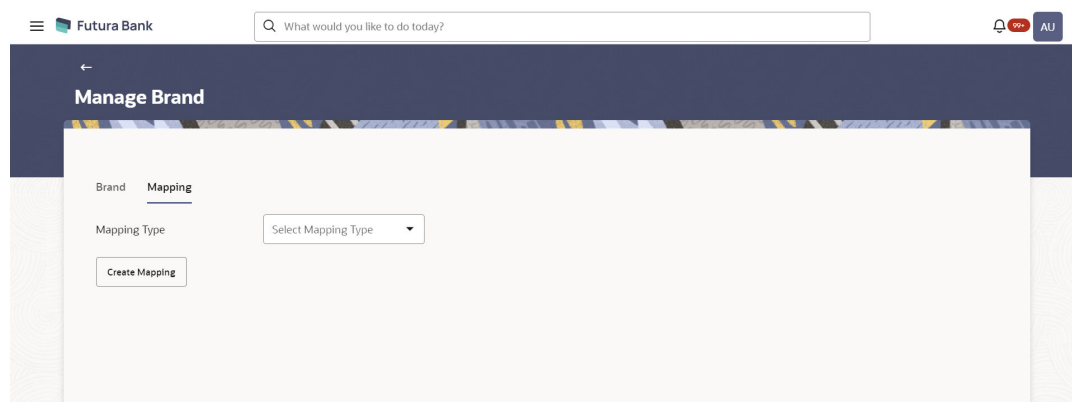 Futura Bank
What would you like to do today?
99+
AU
Manage Brand
Brand Mapping
Mapping Type
Select Mapping Type
Create Mapping